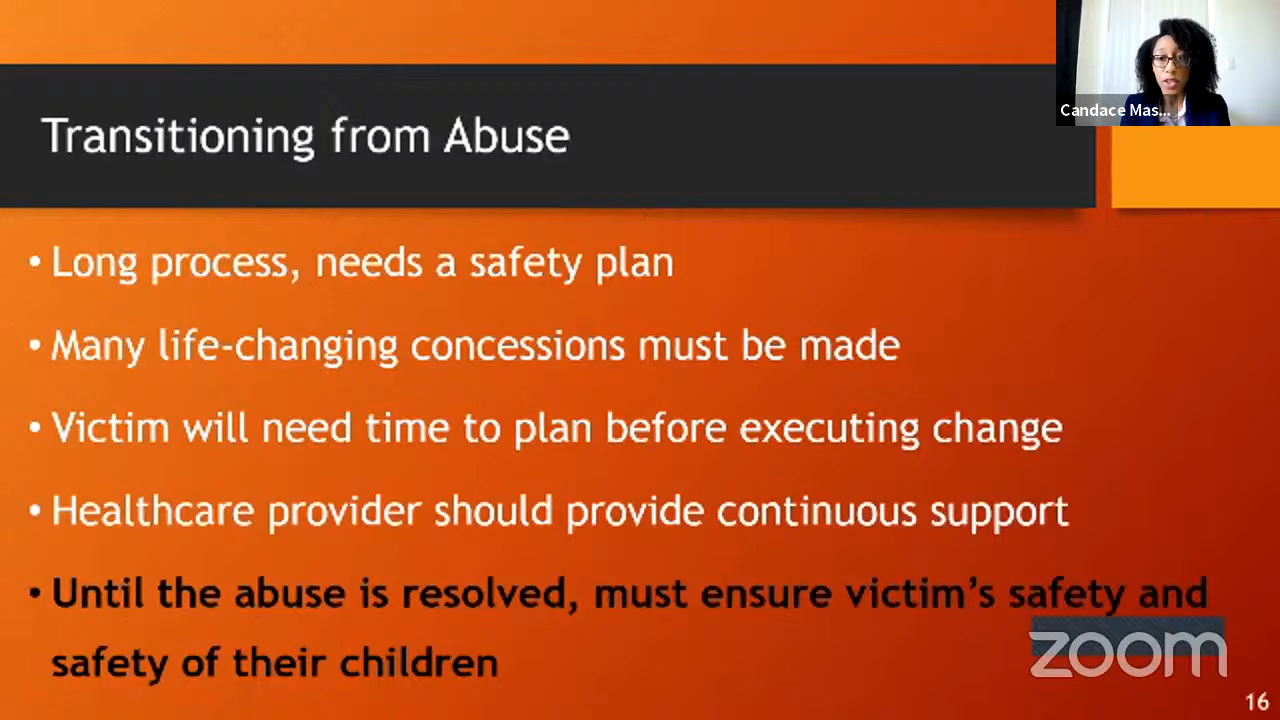 Candace Mas...
Transitioning from Abuse
• Long process, needs a safety plan
• Many life-changing concessions must be made
• Victim will need time to plan before executing change
• Healthcare provider should provide continuous support
• Until the abuse is resolved, must ensure victim's safety and
safety of their children
zoom
16